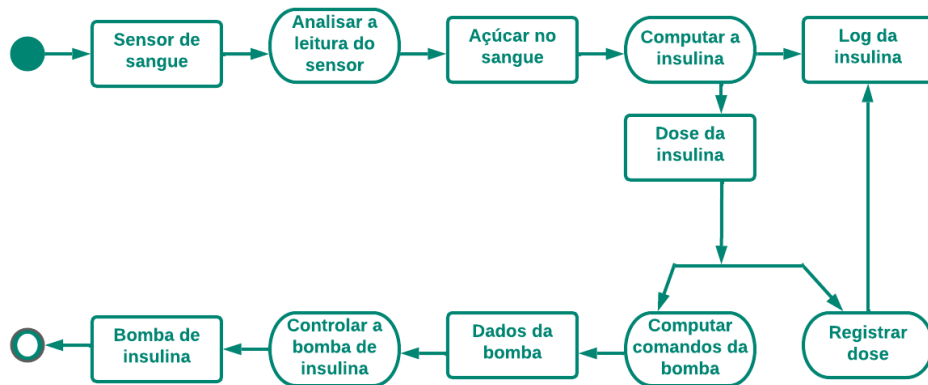 Sensor de
sangue
Analisar a
leitura do
sensor
Açúcar no
sangue
Computar a
insulina
Log da
insulina
Dose da
insulina
Bomba de
insulina
Controlar a
bomba de
insulina
Dados da
bomba
Computar
comandos da
bomba
Registrar
dose